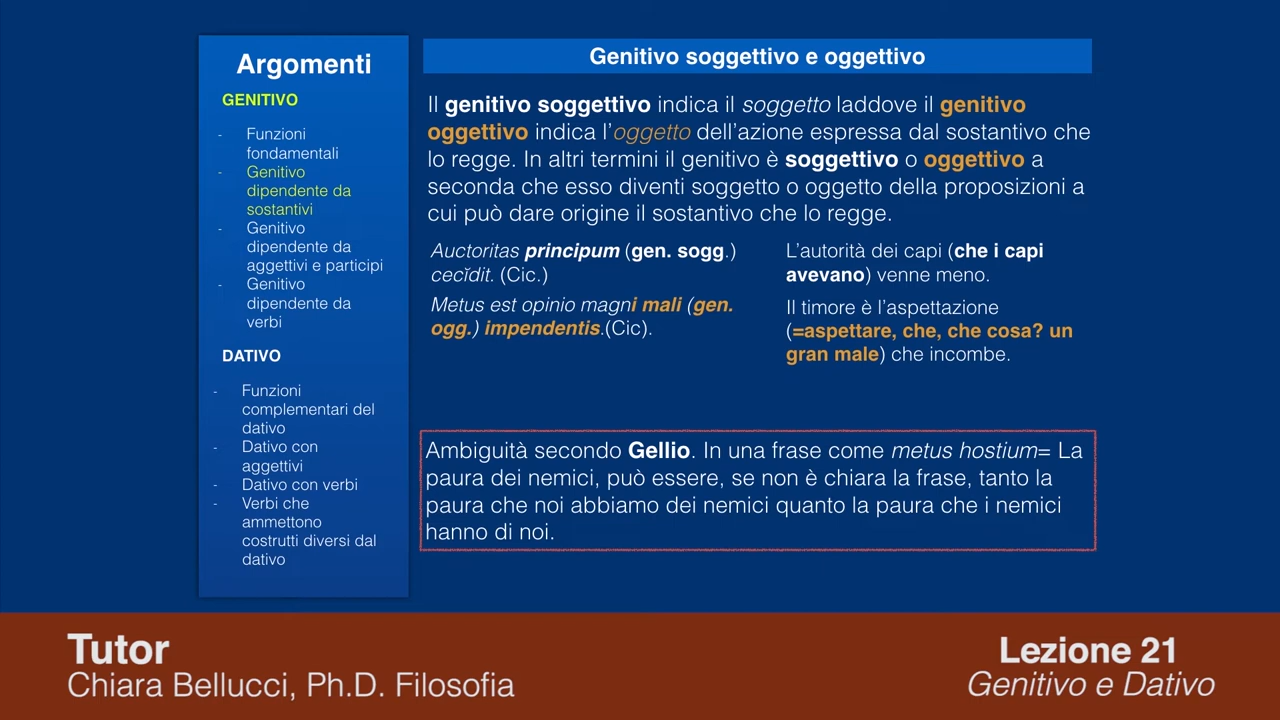 Argomenti
GENITIVO
- Funzioni
fondamentali
- Genitivo
dipendente da
sostantivi
- Genitivo
dipendente da
aggettivi e participi
- Genitivo
dipendente da
verbi
DATIVO
- Funzioni
complementari del
dativo
- Dativo con
aggettivi
- Dativo con verbi
- Verbi che
ammettono
costrutti diversi dal
dativo
Genitivo soggettivo e oggettivo
Il genitivo soggettivo indica il soggetto laddove il genitivo
oggettivo indica l'oggetto dell'azione espressa dal sostantivo che
lo regge. In altri termini il genitivo è soggettivo o oggettivo a
seconda che esso diventi soggetto o oggetto della proposizioni a
cui può dare origine il sostantivo che lo regge.
Auctoritas principum (gen. sogg.)
cecĭdit. (Cic.)
Metus est opinio magni mali (gen.
ogg.) impendentis.(Cic).
L'autorità dei capi (che i capi
avevano) venne meno.
Il timore è l'aspettazione
(=aspettare, che, che cosa? un
gran male) che incombe.
Ambiguità secondo Gellio. In una frase come metus hostium= La
paura dei nemici, può essere, se non è chiara la frase, tanto la
paura che noi abbiamo dei nemici quanto la paura che i nemici
hanno di noi.
Tutor
Chiara Bellucci, Ph.D. Filosofia
Lezione 21
Genitivo e Dativo